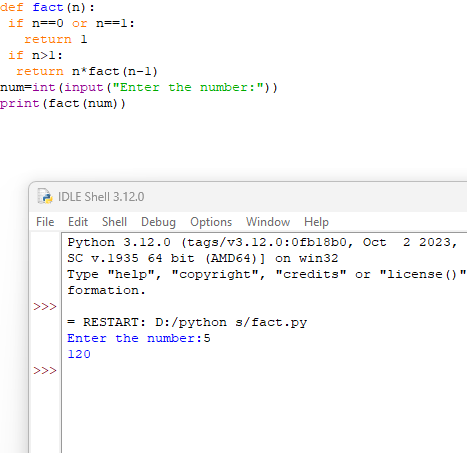 def fact(n):
 if n==0 or n==1:
   return 1
 if n>1:
  return n*fact(n-1)
num=int(input("Enter the number:"))
print(fact(num))
IDLE Shell 3.12.0
File Edit Shell Debug Options Window Help
Python 3.12.0 (tags/v3.12.0:0fb18b0, Oct  2 2023,
SC v.1935 64 bit (AMD64)] on win32
Type "help", "copyright", "credits" or "license()"
formation.
>>>
= RESTART: D:/python s/fact.py
Enter the number:5
120
>>>